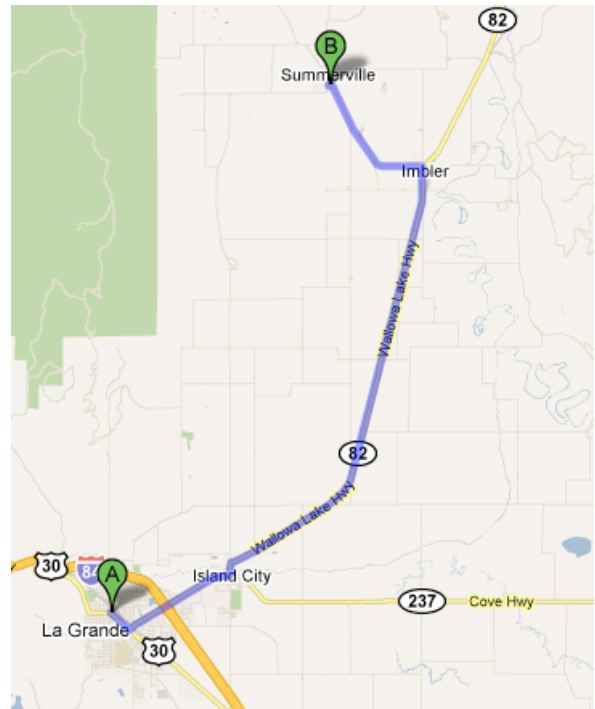 82
B
Summerville
Imbler
Wallowa Lake Hwy
82
Wallowa Lake Hwy
30
84
A
Island City
237
Cove Hwy
La Grande
30